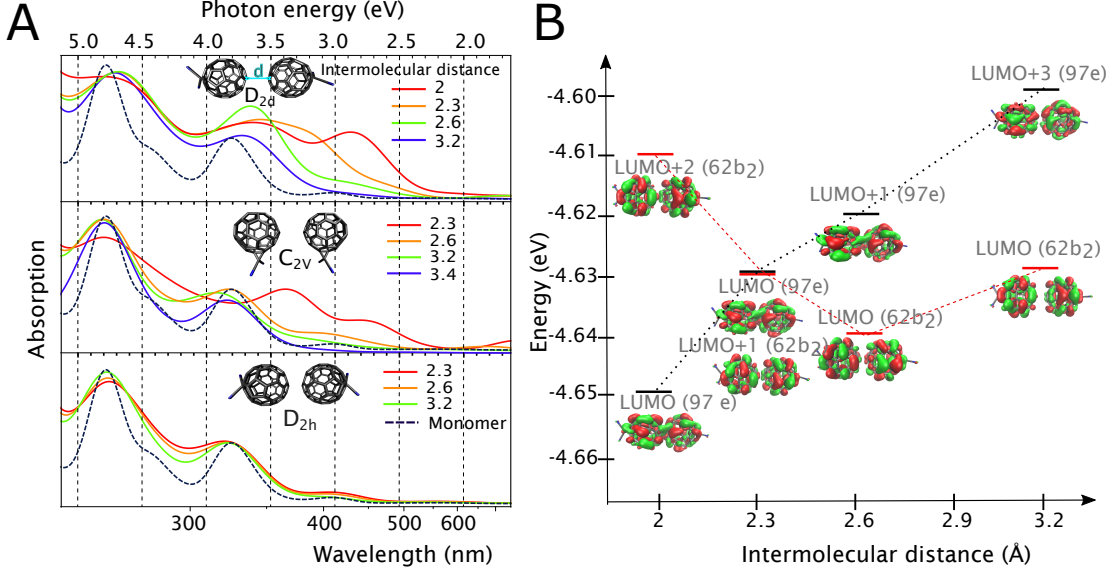 A
Photon energy (eV)
5.0 4.5 4.0 3.5 3.0 2.5 2.0
d
Intermolecular distance
D2d
2
2.3
2.6
3.2
C2V
2.3
2.6
3.2
3.4
D2h
2.3
2.6
3.2
Monomer
Absorption
300 400 500 600
Wavelength (nm)
B
Energy (eV)
-4.60
-4.61
-4.62
-4.63
-4.64
-4.65
-4.66
LUMO+3 (97e)
LUMO+2 (62b2)
LUMO+1 (97e)
LUMO (62b2)
LUMO (97e)
LUMO (62b2)
LUMO+1 (62b2)
LUMO (97 e)
2 2.3 2.6 2.9 3.2
Intermolecular distance (Å)